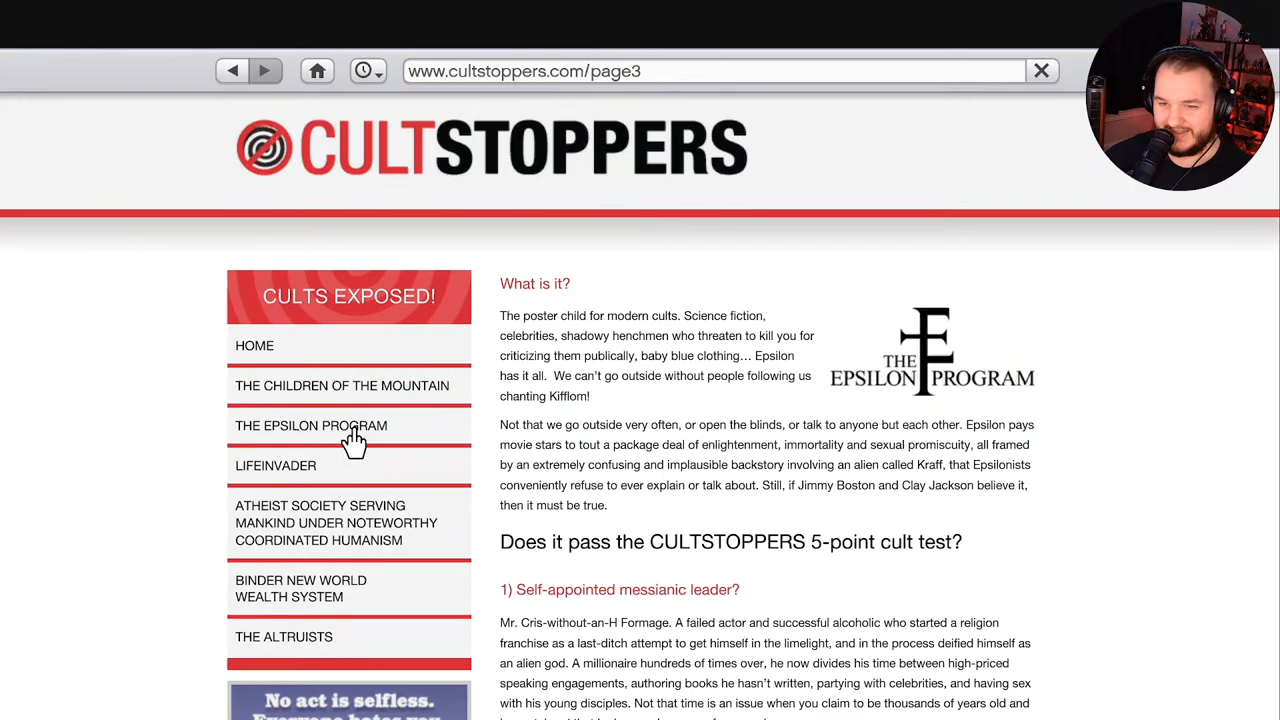 www.cultstoppers.com/page3
CULTSTOPPERS
CULTS EXPOSED!
HOME
THE CHILDREN OF THE MOUNTAIN
THE EPSILON PROGRAM
LIFEINVADER
ATHEIST SOCIETY SERVING
MANKIND UNDER NOTEWORTHY
COORDINATED HUMANISM
BINDER NEW WORLD
WEALTH SYSTEM
THE ALTRUISTS
No act is selfless.
What is it?
The poster child for modern cults. Science fiction,
celebrities, shadowy henchmen who threaten to kill you for
criticizing them publically, baby blue clothing… Epsilon
has it all. We can't go outside without people following us
chanting Kifflom!
THE
EPSILON PROGRAM
Not that we go outside very often, or open the blinds, or talk to anyone but each other. Epsilon pays
movie stars to tout a package deal of enlightenment, immortality and sexual promiscuity, all framed
by an extremely confusing and implausible backstory involving an alien called Kraff, that Epsilonists
conveniently refuse to ever explain or talk about. Still, if Jimmy Boston and Clay Jackson believe it,
then it must be true.
Does it pass the CULTSTOPPERS 5-point cult test?
1) Self-appointed messianic leader?
Mr. Cris-without-an-H Formage. A failed actor and successful alcoholic who started a religion
franchise as a last-ditch attempt to get himself in the limelight, and in the process deified himself as
an alien god. A millionaire hundreds of times over, he now divides his time between high-priced
speaking engagements, authoring books he hasn't written, partying with celebrities, and having sex
with his young disciples. Not that time is an issue when you claim to be thousands of years old and